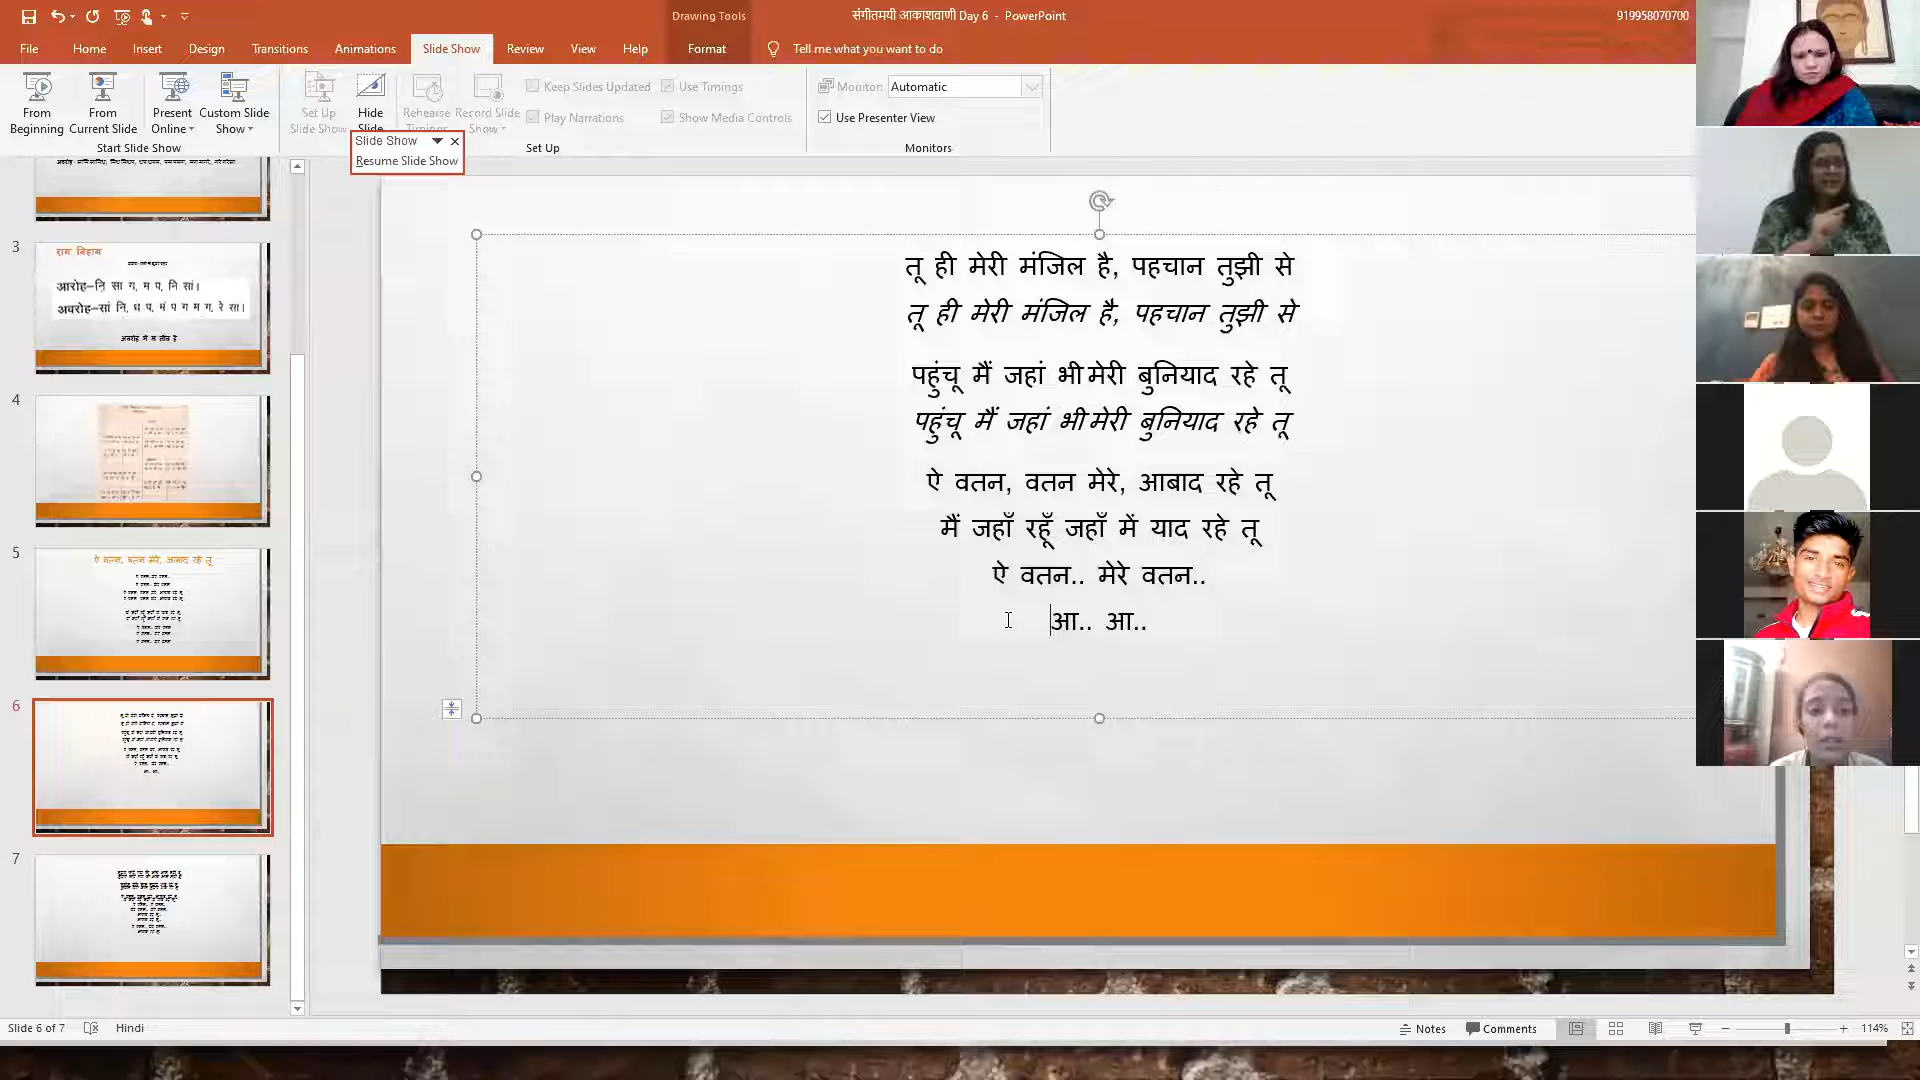 Drawing Tools
संगीतमयी आकाशवाणी Day 6 - PowerPoint
919958070700
File Home Insert Design Transitions Animations Slide Show Review View Help Format Tell me what you want to do
From Beginning
From Current Slide
Present Online
Custom Slide Show
Start Slide Show
Set Up Slide Show
Hide Slide
Rehearse Timings
Record Slide Show
Keep Slides Updated
Play Narrations
Use Timings
Show Media Controls
Set Up
Monitor: Automatic
Use Presenter View
Monitors
Slide Show
Resume Slide Show
3
आरोह–नि सा ग, म प, नि सां।
अवरोह–सां नि, ध प, मं प ग म ग, रे सा।
4
5
ऐ वतन, वतन मेरे, आबाद रहे तू
6
7
तू ही मेरी मंजिल है, पहचान तुझी से
तू ही मेरी मंजिल है, पहचान तुझी से
पहुंचू मैं जहां भी मेरी बुनियाद रहे तू
पहुंचू मैं जहां भी मेरी बुनियाद रहे तू
ऐ वतन, वतन मेरे, आबाद रहे तू
मैं जहाँ रहूँ जहाँ में याद रहे तू
ऐ वतन.. मेरे वतन..
आ.. आ..
Slide 6 of 7
Hindi
Notes
Comments
114%